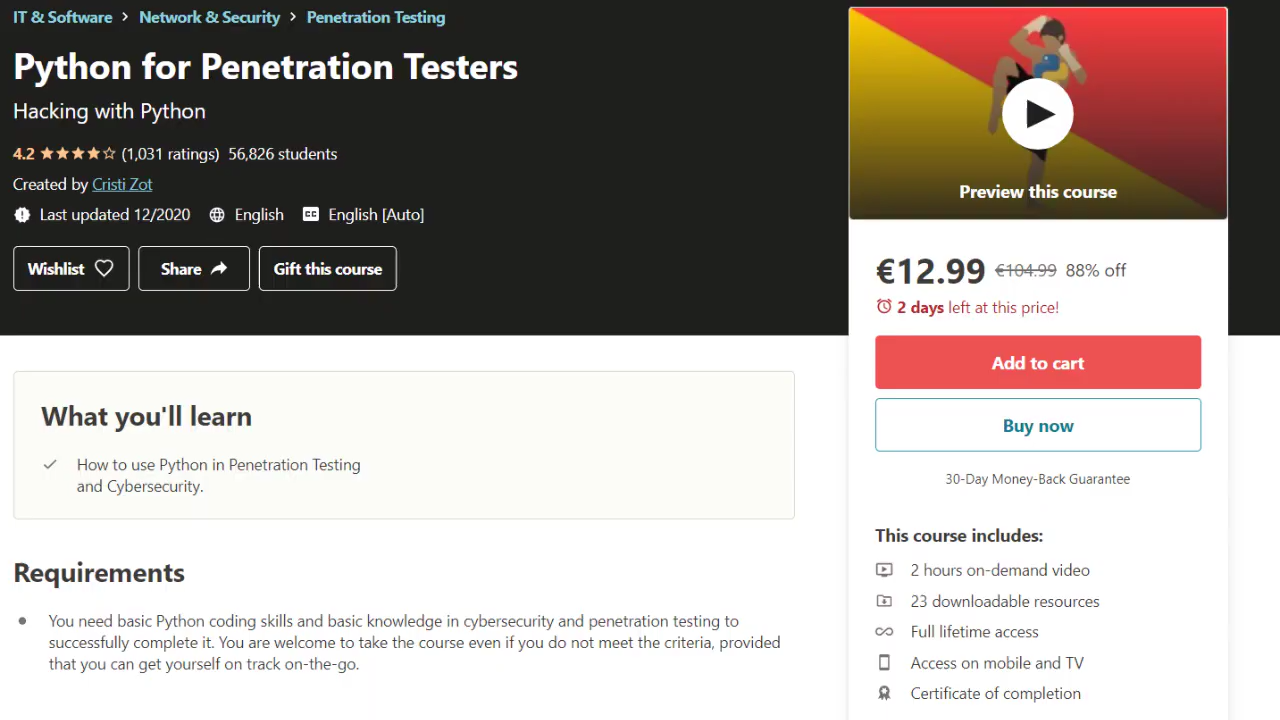 IT & Software > Network & Security > Penetration Testing
Python for Penetration Testers
Hacking with Python
4.2 (1,031 ratings) 56,826 students
Created by Cristi Zot
Last updated 12/2020 English CC English [Auto]
Wishlist Share Gift this course
Preview this course
€12.99 €104.99 88% off
2 days left at this price!
Add to cart
Buy now
30-Day Money-Back Guarantee
This course includes:
2 hours on-demand video
23 downloadable resources
Full lifetime access
Access on mobile and TV
Certificate of completion
What you'll learn
How to use Python in Penetration Testing
and Cybersecurity.
Requirements
You need basic Python coding skills and basic knowledge in cybersecurity and penetration testing to
successfully complete it. You are welcome to take the course even if you do not meet the criteria, provided
that you can get yourself on track on-the-go.